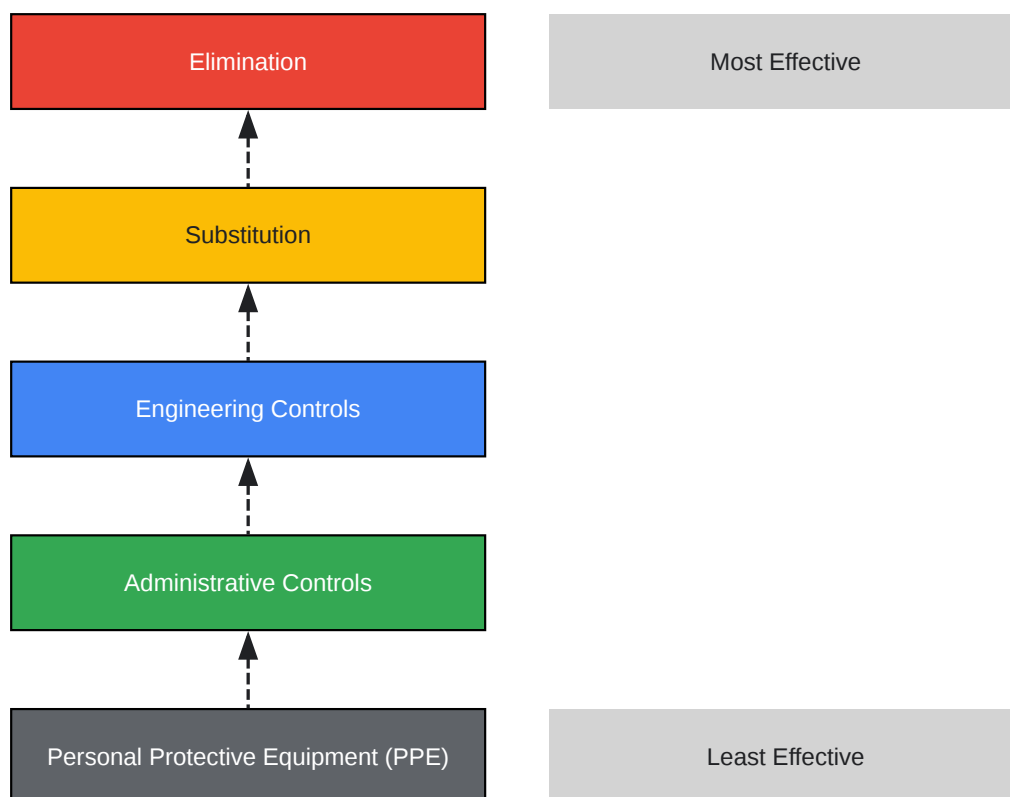 Elimination
Most Effective
Substitution
Engineering Controls
Administrative Controls
Personal Protective Equipment (PPE)
Least Effective